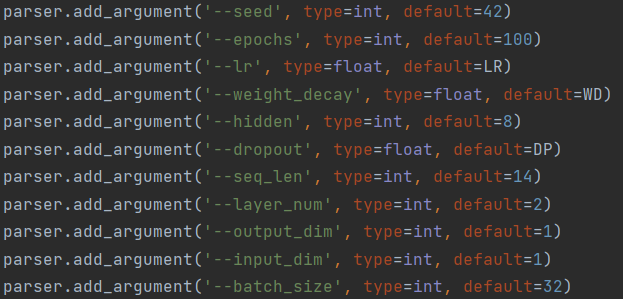 parser.add_argument('--seed', type=int, default=42)
parser.add_argument('--epochs', type=int, default=100)
parser.add_argument('--lr', type=float, default=LR)
parser.add_argument('--weight_decay', type=float, default=WD)
parser.add_argument('--hidden', type=int, default=8)
parser.add_argument('--dropout', type=float, default=DP)
parser.add_argument('--seq_len', type=int, default=14)
parser.add_argument('--layer_num', type=int, default=2)
parser.add_argument('--output_dim', type=int, default=1)
parser.add_argument('--input_dim', type=int, default=1)
parser.add_argument('--batch_size', type=int, default=32)